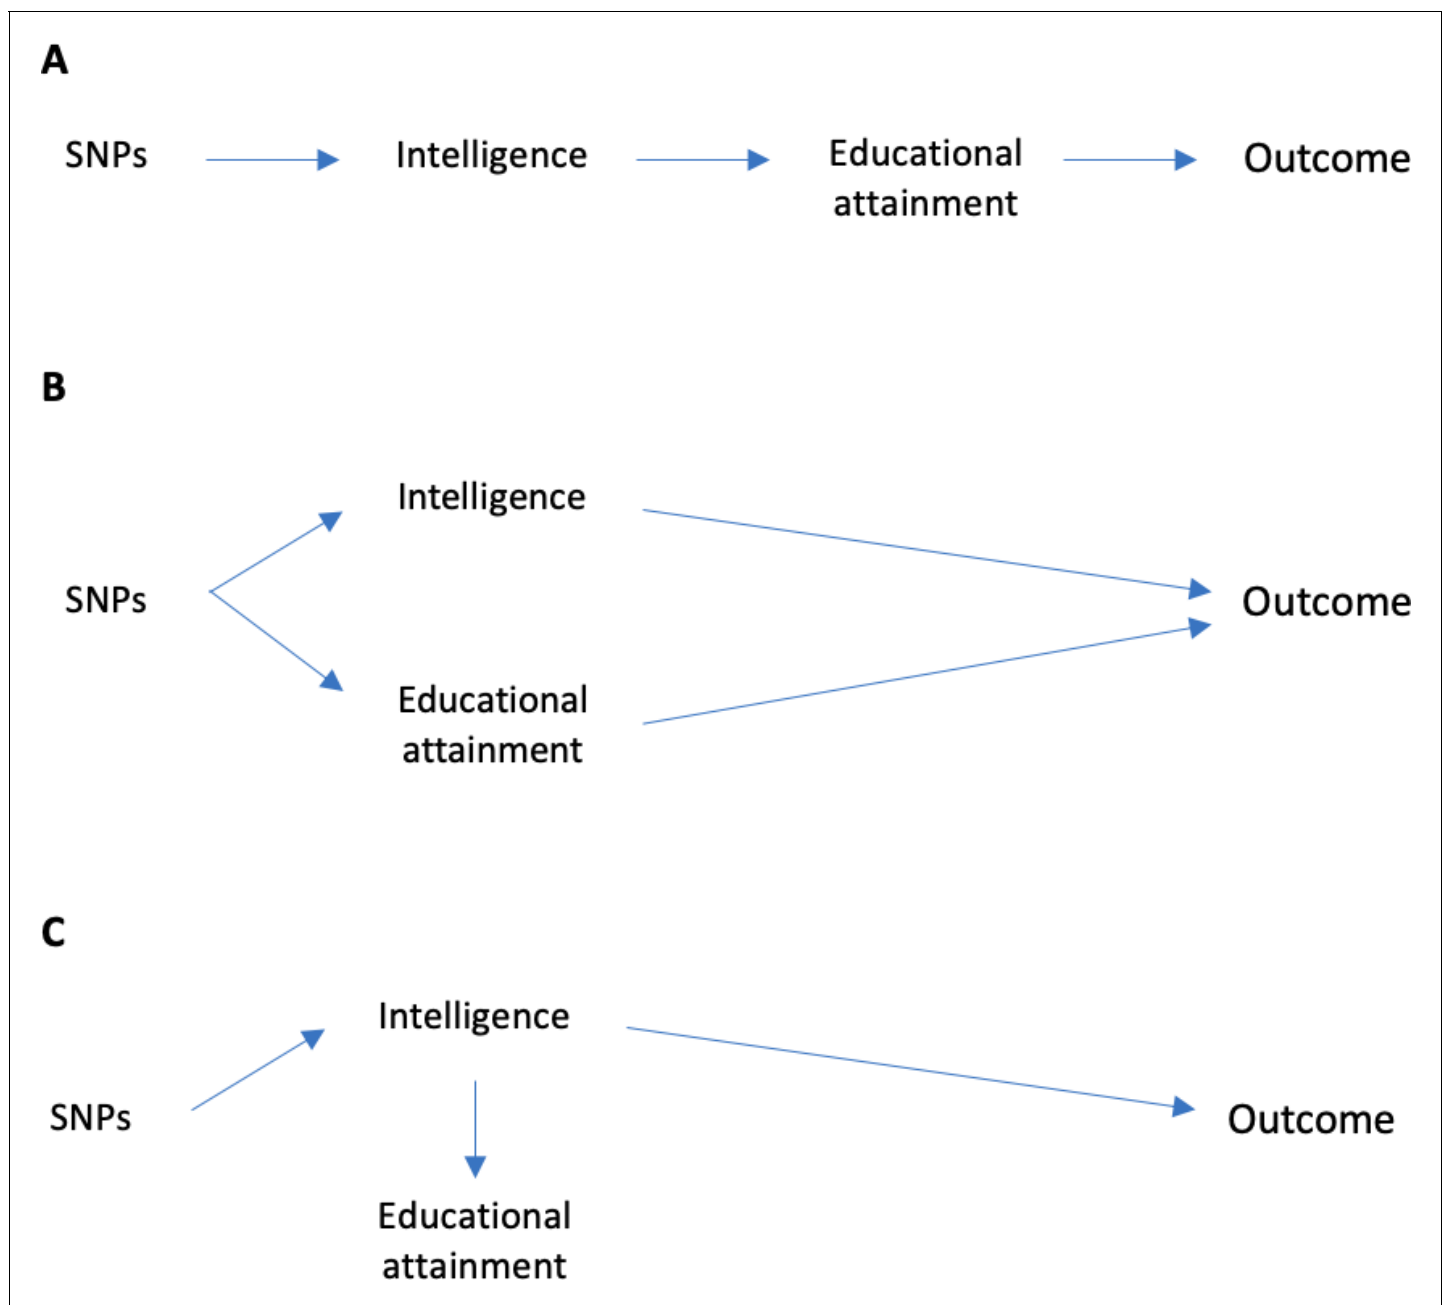 A
SNPs Intelligence Educational attainment Outcome
B
Intelligence
SNPs
Outcome
Educational
attainment
C
Intelligence
SNPs
Outcome
Educational
attainment